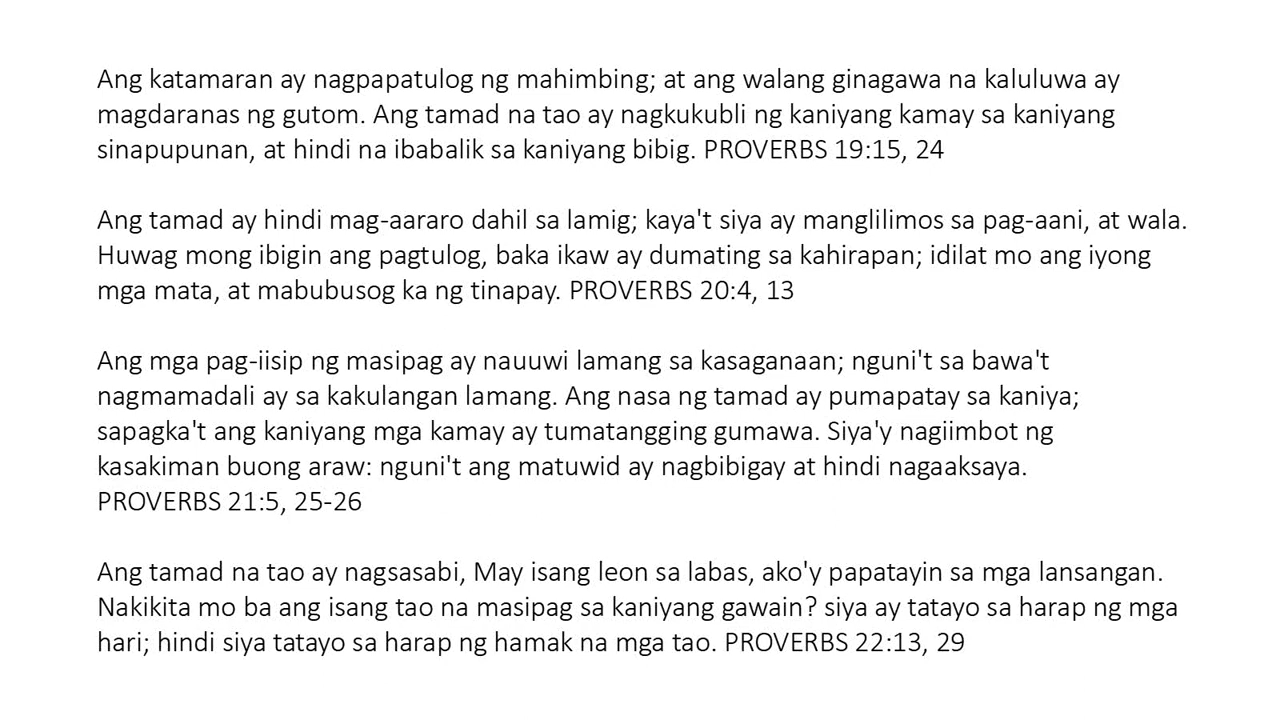 Ang katamaran ay nagpapatulog ng mahimbing; at ang walang ginagawa na kaluluwa ay
magdaranas ng gutom. Ang tamad na tao ay nagkukubli ng kaniyang kamay sa kaniyang
sinapupunan, at hindi na ibabalik sa kaniyang bibig. PROVERBS 19:15, 24
Ang tamad ay hindi mag-aararo dahil sa lamig; kaya't siya ay manglilimos sa pag-aani, at wala.
Huwag mong ibigin ang pagtulog, baka ikaw ay dumating sa kahirapan; idilat mo ang iyong
mga mata, at mabubusog ka ng tinapay. PROVERBS 20:4, 13
Ang mga pag-iisip ng masipag ay nauuwi lamang sa kasaganaan; nguni't sa bawa't
nagmamadali ay sa kakulangan lamang. Ang nasa ng tamad ay pumapatay sa kaniya;
sapagka't ang kaniyang mga kamay ay tumatangging gumawa. Siya'y nagiimbot ng
kasakiman buong araw: nguni't ang matuwid ay nagbibigay at hindi nagaaksaya.
PROVERBS 21:5, 25-26
Ang tamad na tao ay nagsasabi, May isang leon sa labas, ako'y papatayin sa mga lansangan.
Nakikita mo ba ang isang tao na masipag sa kaniyang gawain? siya ay tatayo sa harap ng mga
hari; hindi siya tatayo sa harap ng hamak na mga tao. PROVERBS 22:13, 29